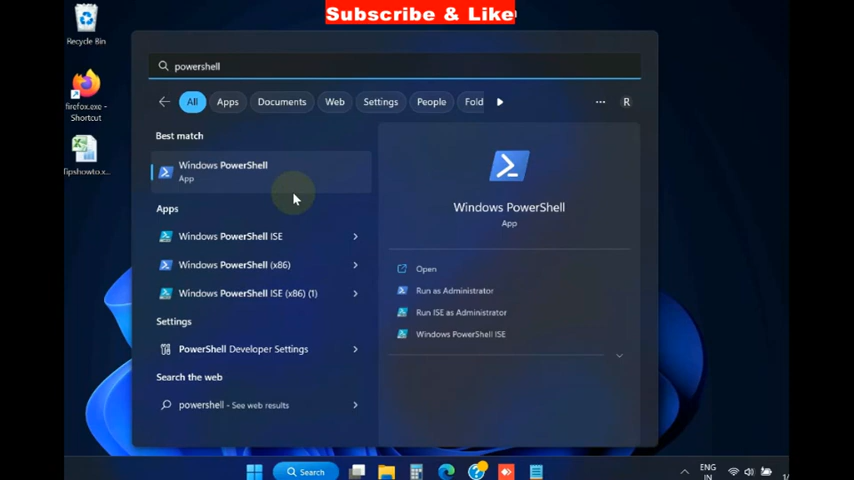 Subscribe & Like
Recycle Bin
firefox.exe -
Shortcut
Tipshowto.x...
powershell
All
Apps
Documents
Web
Settings
People
Fold
R
Best match
Windows PowerShell
App
Apps
Windows PowerShell ISE
Windows PowerShell (x86)
Windows PowerShell ISE (x86) (1)
Settings
PowerShell Developer Settings
Search the web
powershell - See web results
Windows PowerShell
App
Open
Run as Administrator
Run ISE as Administrator
Windows PowerShell ISE
Search
ENG
IN
1/